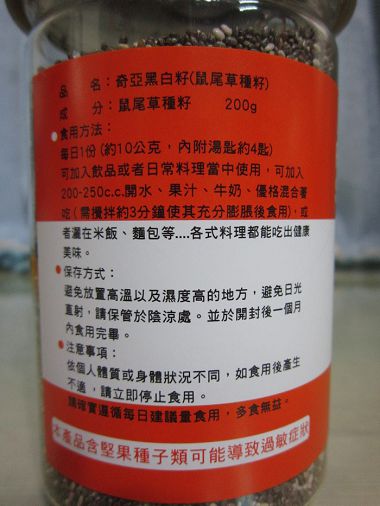 品　名：奇亞黑白籽(鼠尾草種籽)
成　分：鼠尾草種籽　200g
●食用方法：
每日1份 (約10公克，內附湯匙約4匙)
可加入飲品或者日常料理當中使用，可加入
200-250c.c.開水、果汁、牛奶、優格混合著
吃 ( 需攪拌約3分鐘使其充分膨脹後食用)，或
者灑在米飯、麵包等....各式料理都能吃出健康
美味。
●保存方式：
避免放置高溫以及濕度高的地方，避免日光
直射，請保管於陰涼處。並於開封後一個月
內食用完畢。
●注意事項：
依個人體質或身體狀況不同，如食用後產生
不適，請立即停止食用。
請確實遵循每日建議量食用，多食無益。
本產品含堅果種子類可能導致過敏症狀